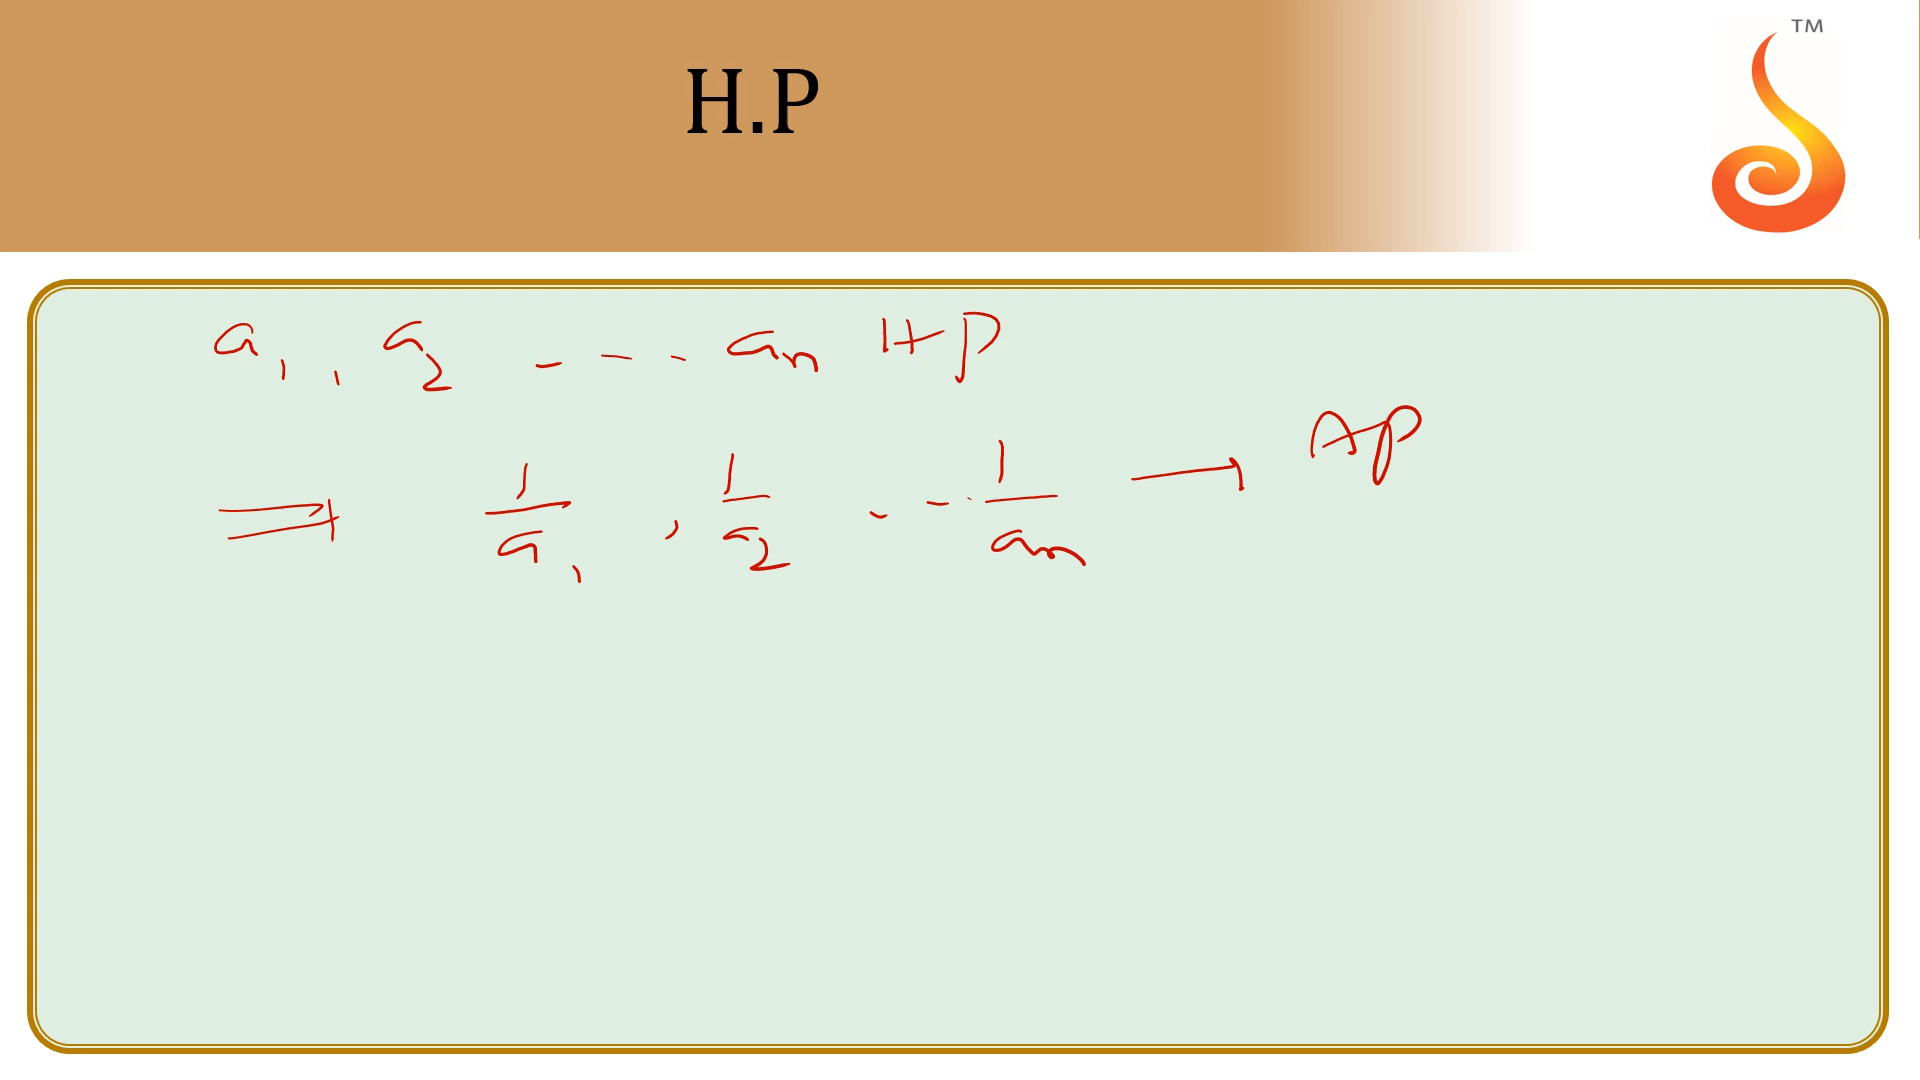 TM
H.P
a₁, a₂ - - - - aₙ HP
⇒ 1/a₁, 1/a₂ - - - 1/aₙ → AP